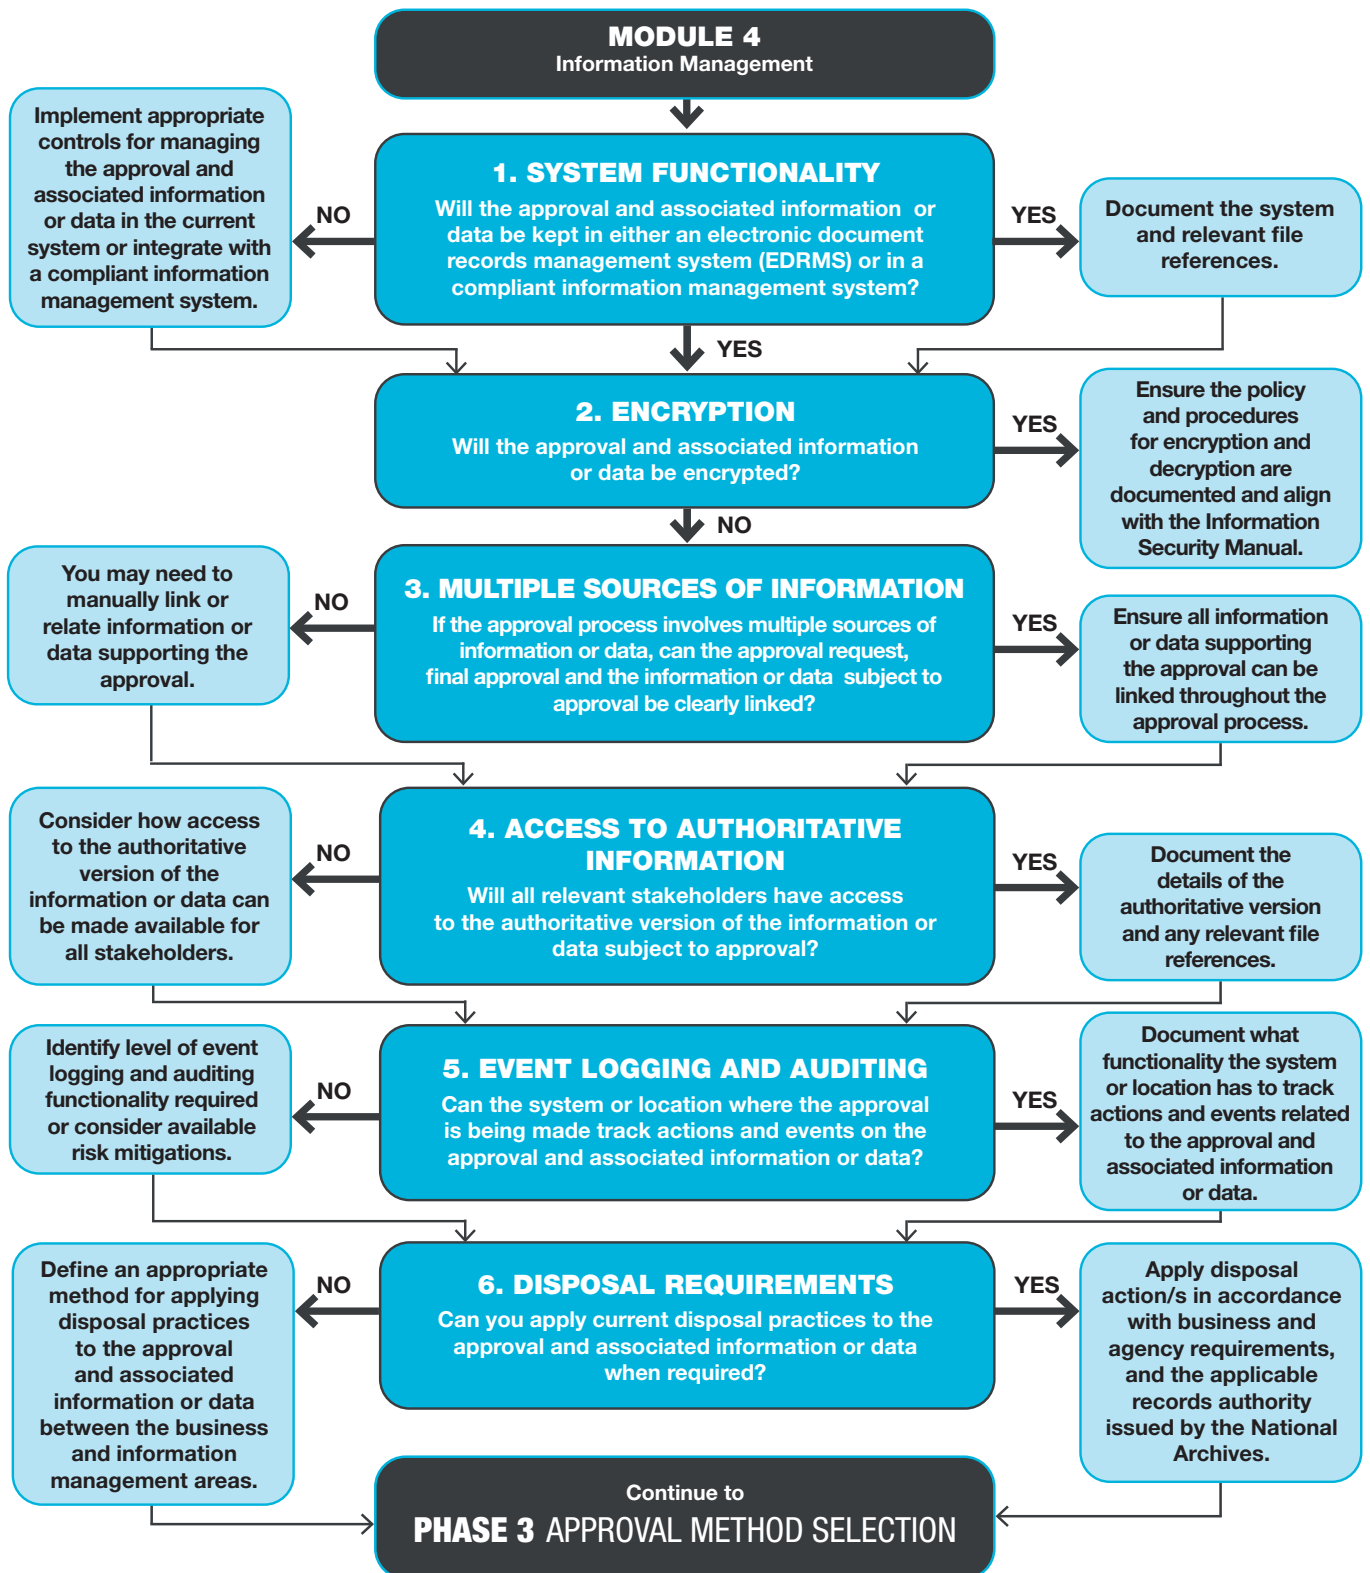 MODULE 4
Information Management
Implement appropriate
controls for managing
the approval and
associated information
or data in the current
system or integrate with
a compliant information
management system.
NO
1. SYSTEM FUNCTIONALITY
Will the approval and associated information or
data be kept in either an electronic document
records management system (EDRMS) or in a
compliant information management system?
YES
Document the system
and relevant file
references.
YES
2. ENCRYPTION
Will the approval and associated information
or data be encrypted?
YES
Ensure the policy
and procedures
for encryption and
decryption are
documented and align
with the Information
Security Manual.
NO
You may need to
manually link or
relate information or
data supporting the
approval.
NO
3. MULTIPLE SOURCES OF INFORMATION
If the approval process involves multiple sources of
information or data, can the approval request,
final approval and the information or data subject to
approval be clearly linked?
YES
Ensure all information
or data supporting
the approval can be
linked throughout the
approval process.
Consider how access
to the authoritative
version of the
information or data can
be made available for
all stakeholders.
NO
4. ACCESS TO AUTHORITATIVE
INFORMATION
Will all relevant stakeholders have access
to the authoritative version of the information or
data subject to approval?
YES
Document the
details of the
authoritative version
and any relevant file
references.
Identify level of event
logging and auditing
functionality required
or consider available
risk mitigations.
NO
5. EVENT LOGGING AND AUDITING
Can the system or location where the approval
is being made track actions and events on the
approval and associated information or data?
YES
Document what
functionality the system
or location has to track
actions and events related
to the approval and
associated information
or data.
Define an appropriate
method for applying
disposal practices
to the approval
and associated
information or data
between the business
and information
management areas.
NO
6. DISPOSAL REQUIREMENTS
Can you apply current disposal practices to the
approval and associated information or data
when required?
YES
Apply disposal
action/s in accordance
with business and
agency requirements,
and the applicable
records authority
issued by the National
Archives.
Continue to
PHASE 3 APPROVAL METHOD SELECTION